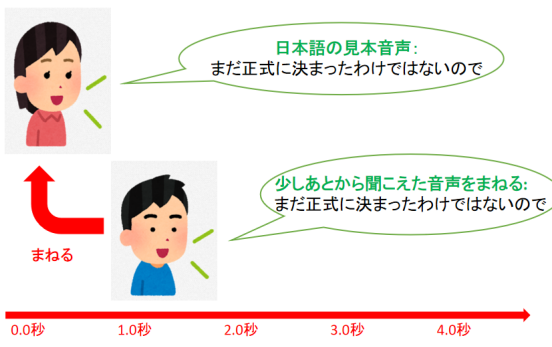 日本語の見本音声:
まだ正式に決まったわけではないので
少しあとから聞こえた音声をまねる:
まだ正式に決まったわけではないので
まねる
0.0秒 1.0秒 2.0秒 3.0秒 4.0秒